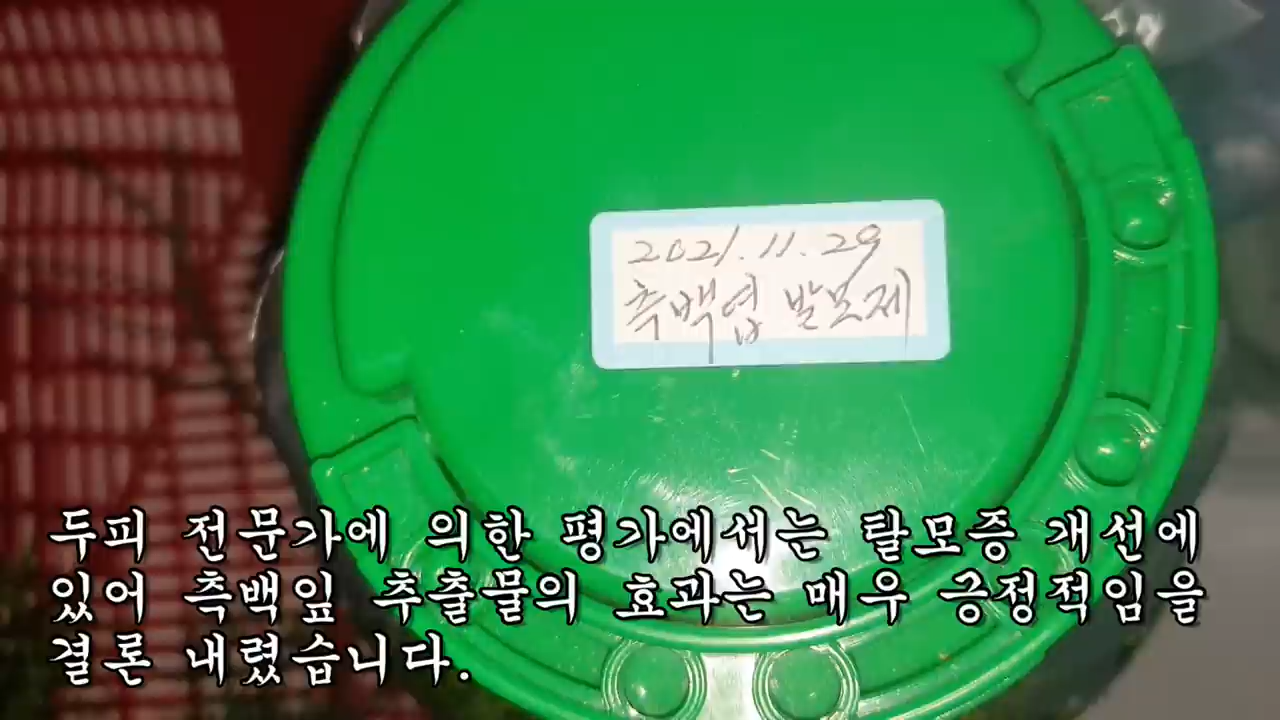 2021.11.29
측백엽 발모제
두피 전문가에 의한 평가에서는 탈모증 개선에
있어 측백잎 추출물의 효과는 매우 긍정적임을
결론 내렸습니다.